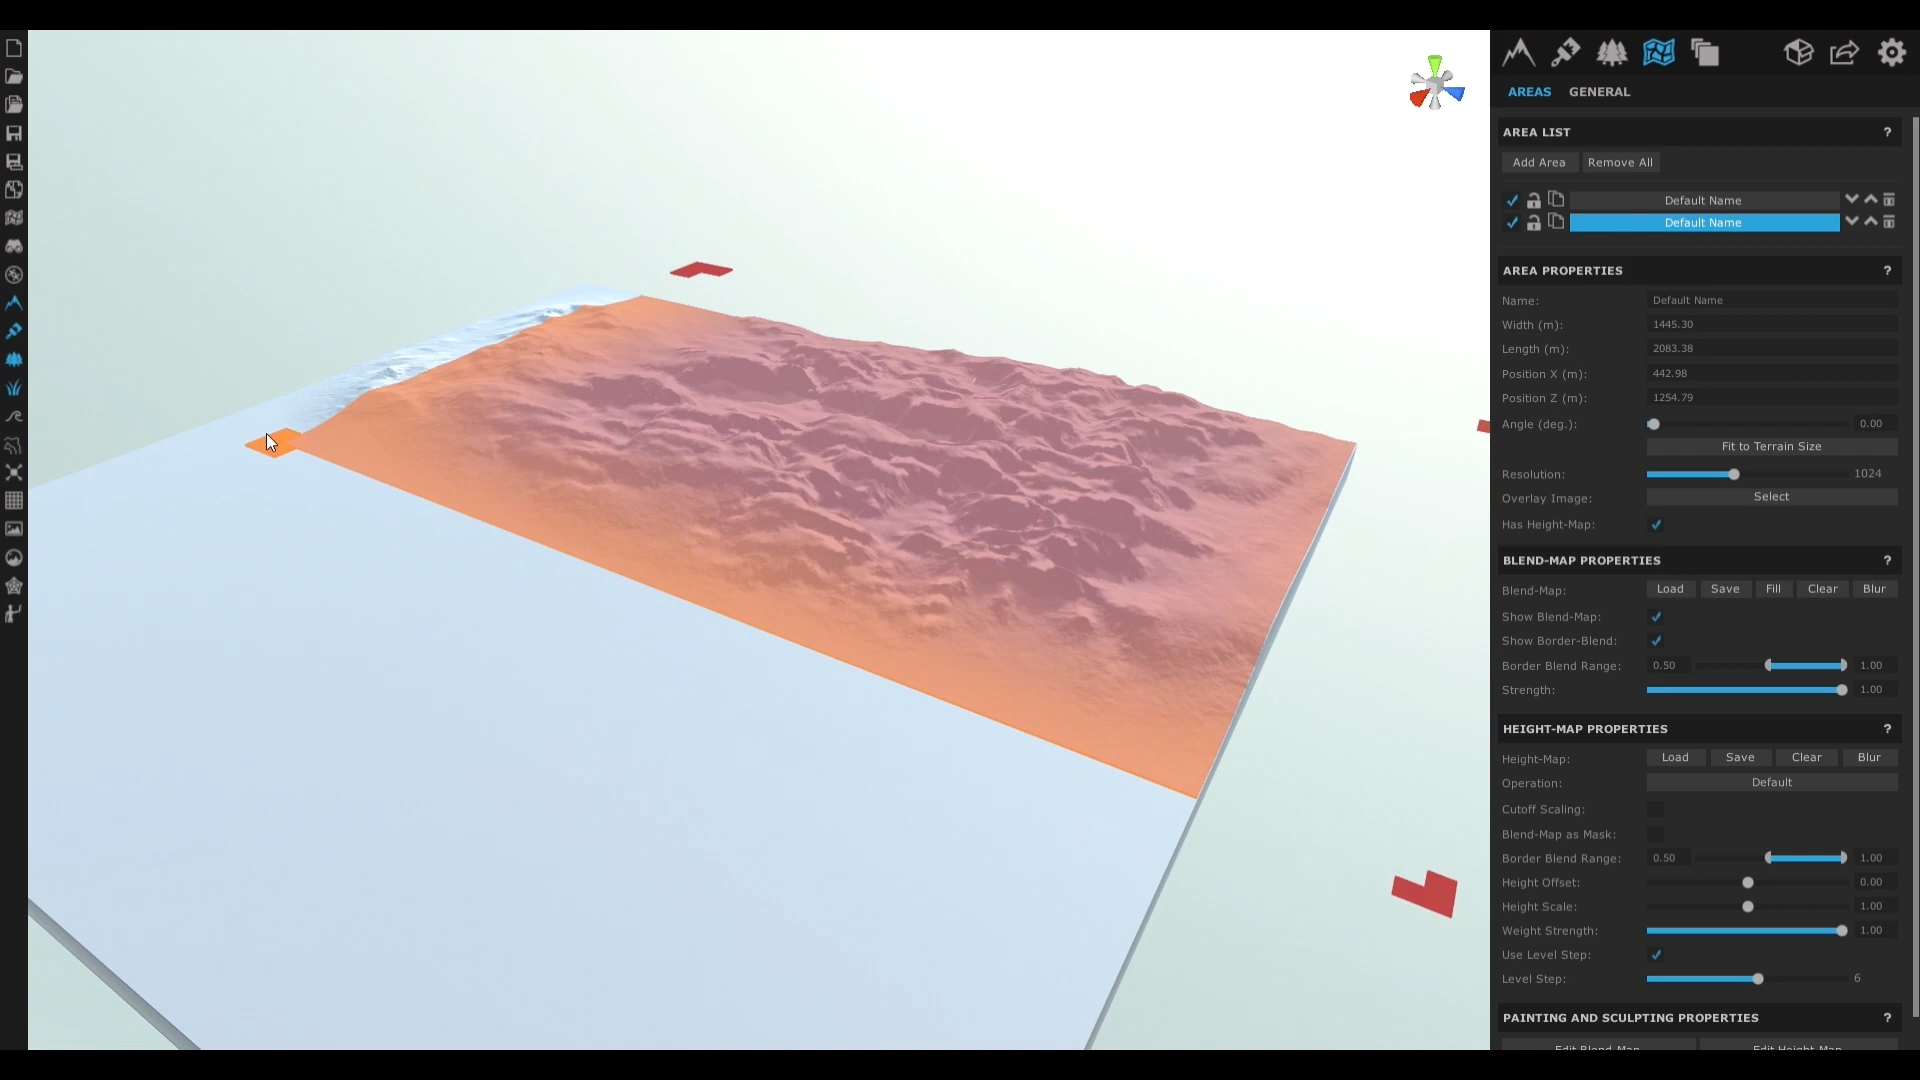 AREAS GENERAL
AREA LIST ?
Add Area Remove All
Default Name
Default Name
AREA PROPERTIES ?
Name: Default Name
Width (m): 1445.30
Length (m): 2083.38
Position X (m): 442.98
Position Z (m): 1254.79
Angle (deg.): 0.00
Fit to Terrain Size
Resolution: 1024
Overlay Image: Select
Has Height-Map:
BLEND-MAP PROPERTIES ?
Blend-Map: Load Save Fill Clear Blur
Show Blend-Map:
Show Border-Blend:
Border Blend Range: 0.50 1.00
Strength: 1.00
HEIGHT-MAP PROPERTIES ?
Height-Map: Load Save Clear Blur
Operation: Default
Cutoff Scaling:
Blend-Map as Mask:
Border Blend Range: 0.50 1.00
Height Offset: 0.00
Height Scale: 1.00
Weight Strength: 1.00
Use Level Step:
Level Step: 6
PAINTING AND SCULPTING PROPERTIES ?
Edit Blend-Map Edit Height-Map